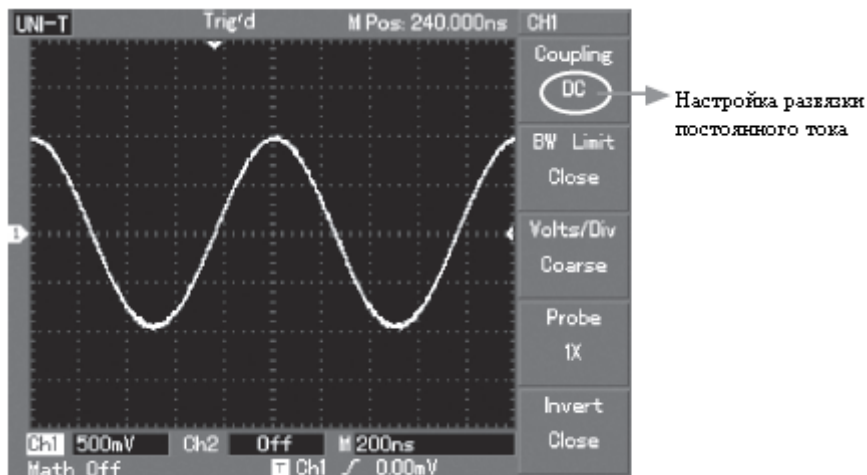 UNI-T Trig'd M Pos: 240.000ns CH1
Coupling
DC
Настройка развязки
постоянного тока
BW Limit
Close
1
Volts/Div
Coarse
Probe
1X
Invert
Close
Ch1 500mV Ch2 Off M 200ns
Math Off T Ch1 0.00mV